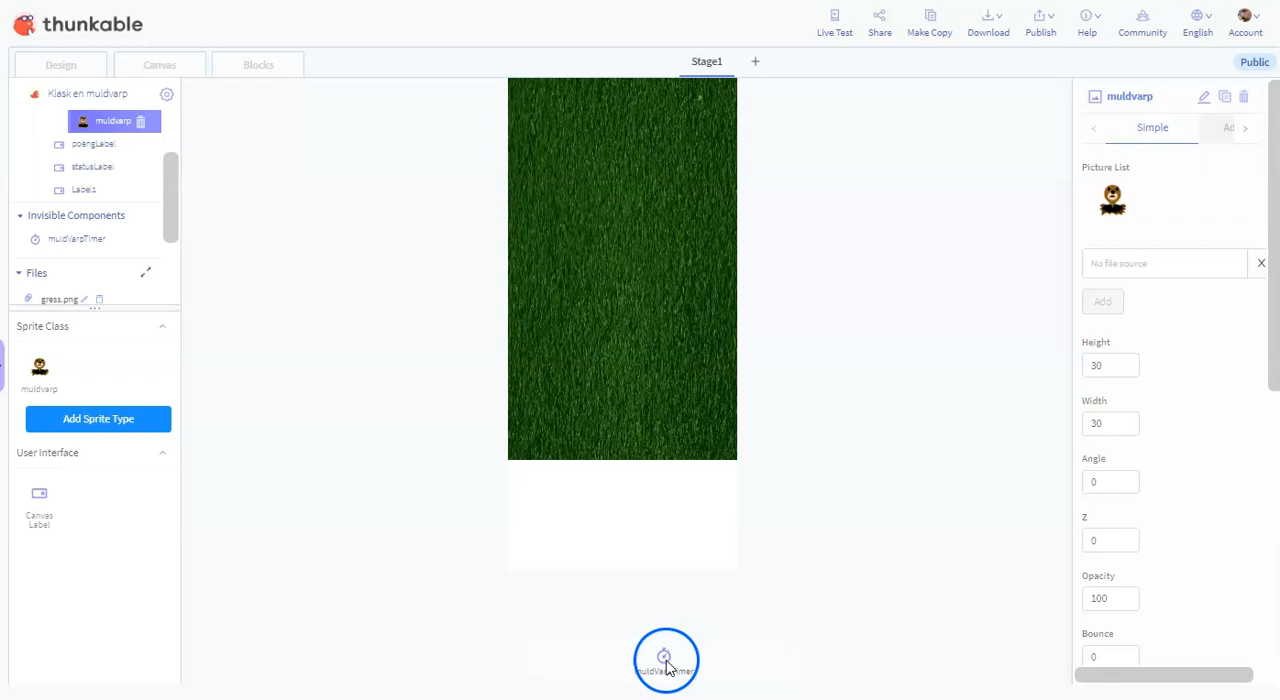 thunkable
Live Test
Share
Make Copy
Download
Publish
Help
Community
English
Account
Design
Canvas
Blocks
Stage1
+
Public
Klask en muldvarp
muldvarp
poengLabel
statusLabel
Label1
Invisible Components
muldVarpTimer
Files
gress.png
Sprite Class
muldvarp
Add Sprite Type
User Interface
Canvas
Label
muldVarpTimer
muldvarp
Simple
Ad
Picture List
No file source
X
Add
Height
30
Width
30
Angle
0
Z
0
Opacity
100
Bounce
0